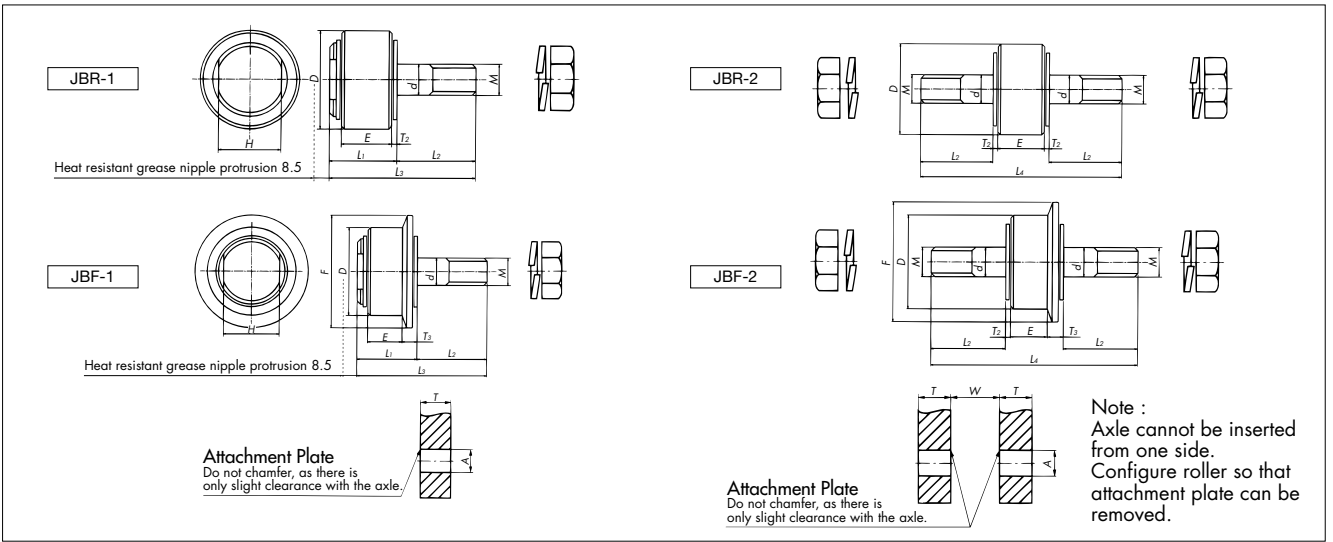 JBR-1
D
H
E
T2
d
M
L1
L2
L3
Heat resistant grease nipple protrusion 8.5
JBR-2
D
M
d
d
M
T2
E
T2
L2
L2
L4
JBF-1
H
F
D
d
M
E
T3
L1
L2
L3
Heat resistant grease nipple protrusion 8.5
JBF-2
F
D
M
d
d
M
T2
E
T3
L2
L2
L4
T
A
Attachment Plate
Do not chamfer, as there is
only slight clearance with the axle.
T
W
T
A
Attachment Plate
Do not chamfer, as there is
only slight clearance with the axle.
Note :
Axle cannot be inserted
from one side.
Configure roller so that
attachment plate can be
removed.